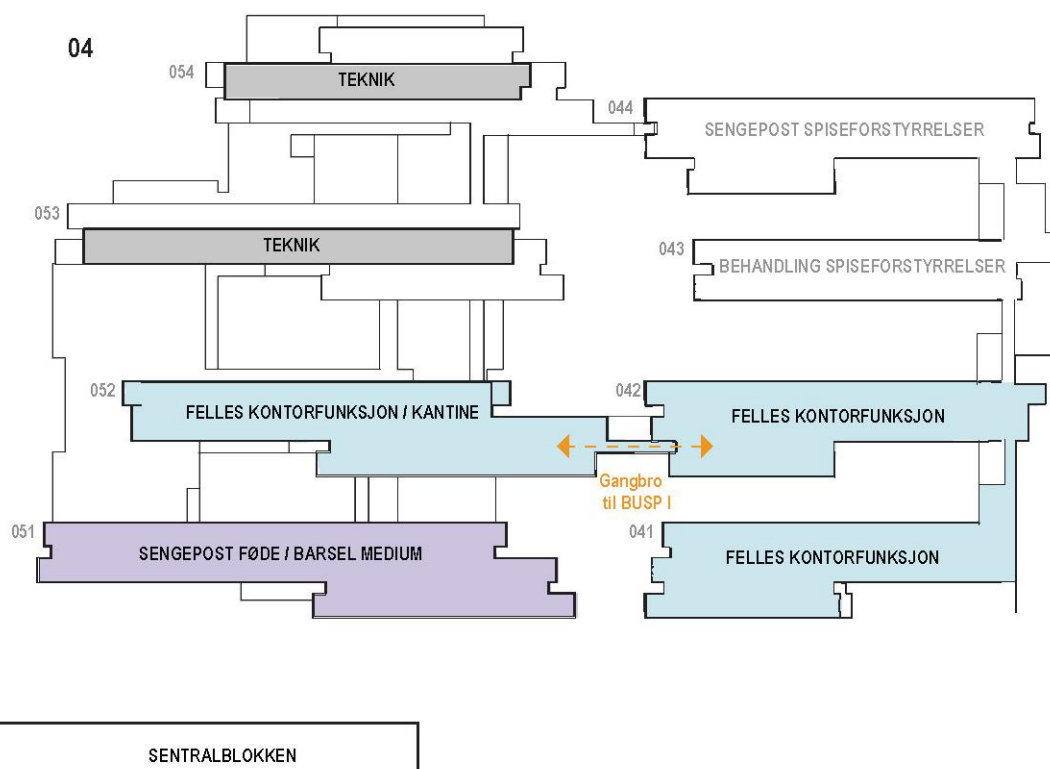 04
054
TEKNIK
044
SENGEPOST SPISEFORSTYRRELSER
053
TEKNIK
043
BEHANDLING SPISEFORSTYRRELSER
052
FELLES KONTORFUNKSJON / KANTINE
042
FELLES KONTORFUNKSJON
Gangbro
til BUSP I
051
SENGEPOST FØDE / BARSEL MEDIUM
041
FELLES KONTORFUNKSJON
SENTRALBLOKKEN